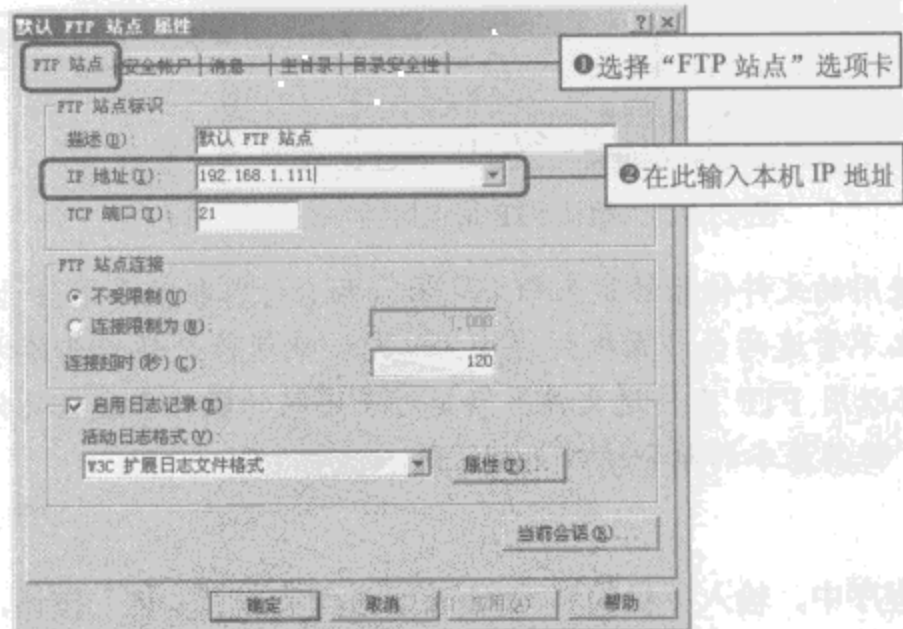 默认 FTP 站点 属性
FTP 站点 安全帐户 消息 主目录 目录安全性
❶选择“FTP 站点”选项卡
FTP 站点标识
描述(D): 默认 FTP 站点
IP 地址(I): 192.168.1.111
❷在此输入本机 IP 地址
TCP 端口(T): 21
FTP 站点连接
不受限制(U)
连接限制为(M): 1,000
连接超时(秒)(C): 120
启用日志记录(E)
活动日志格式(V):
W3C 扩展日志文件格式 属性(P)...
当前会话(R)...
确定 取消 应用(A) 帮助